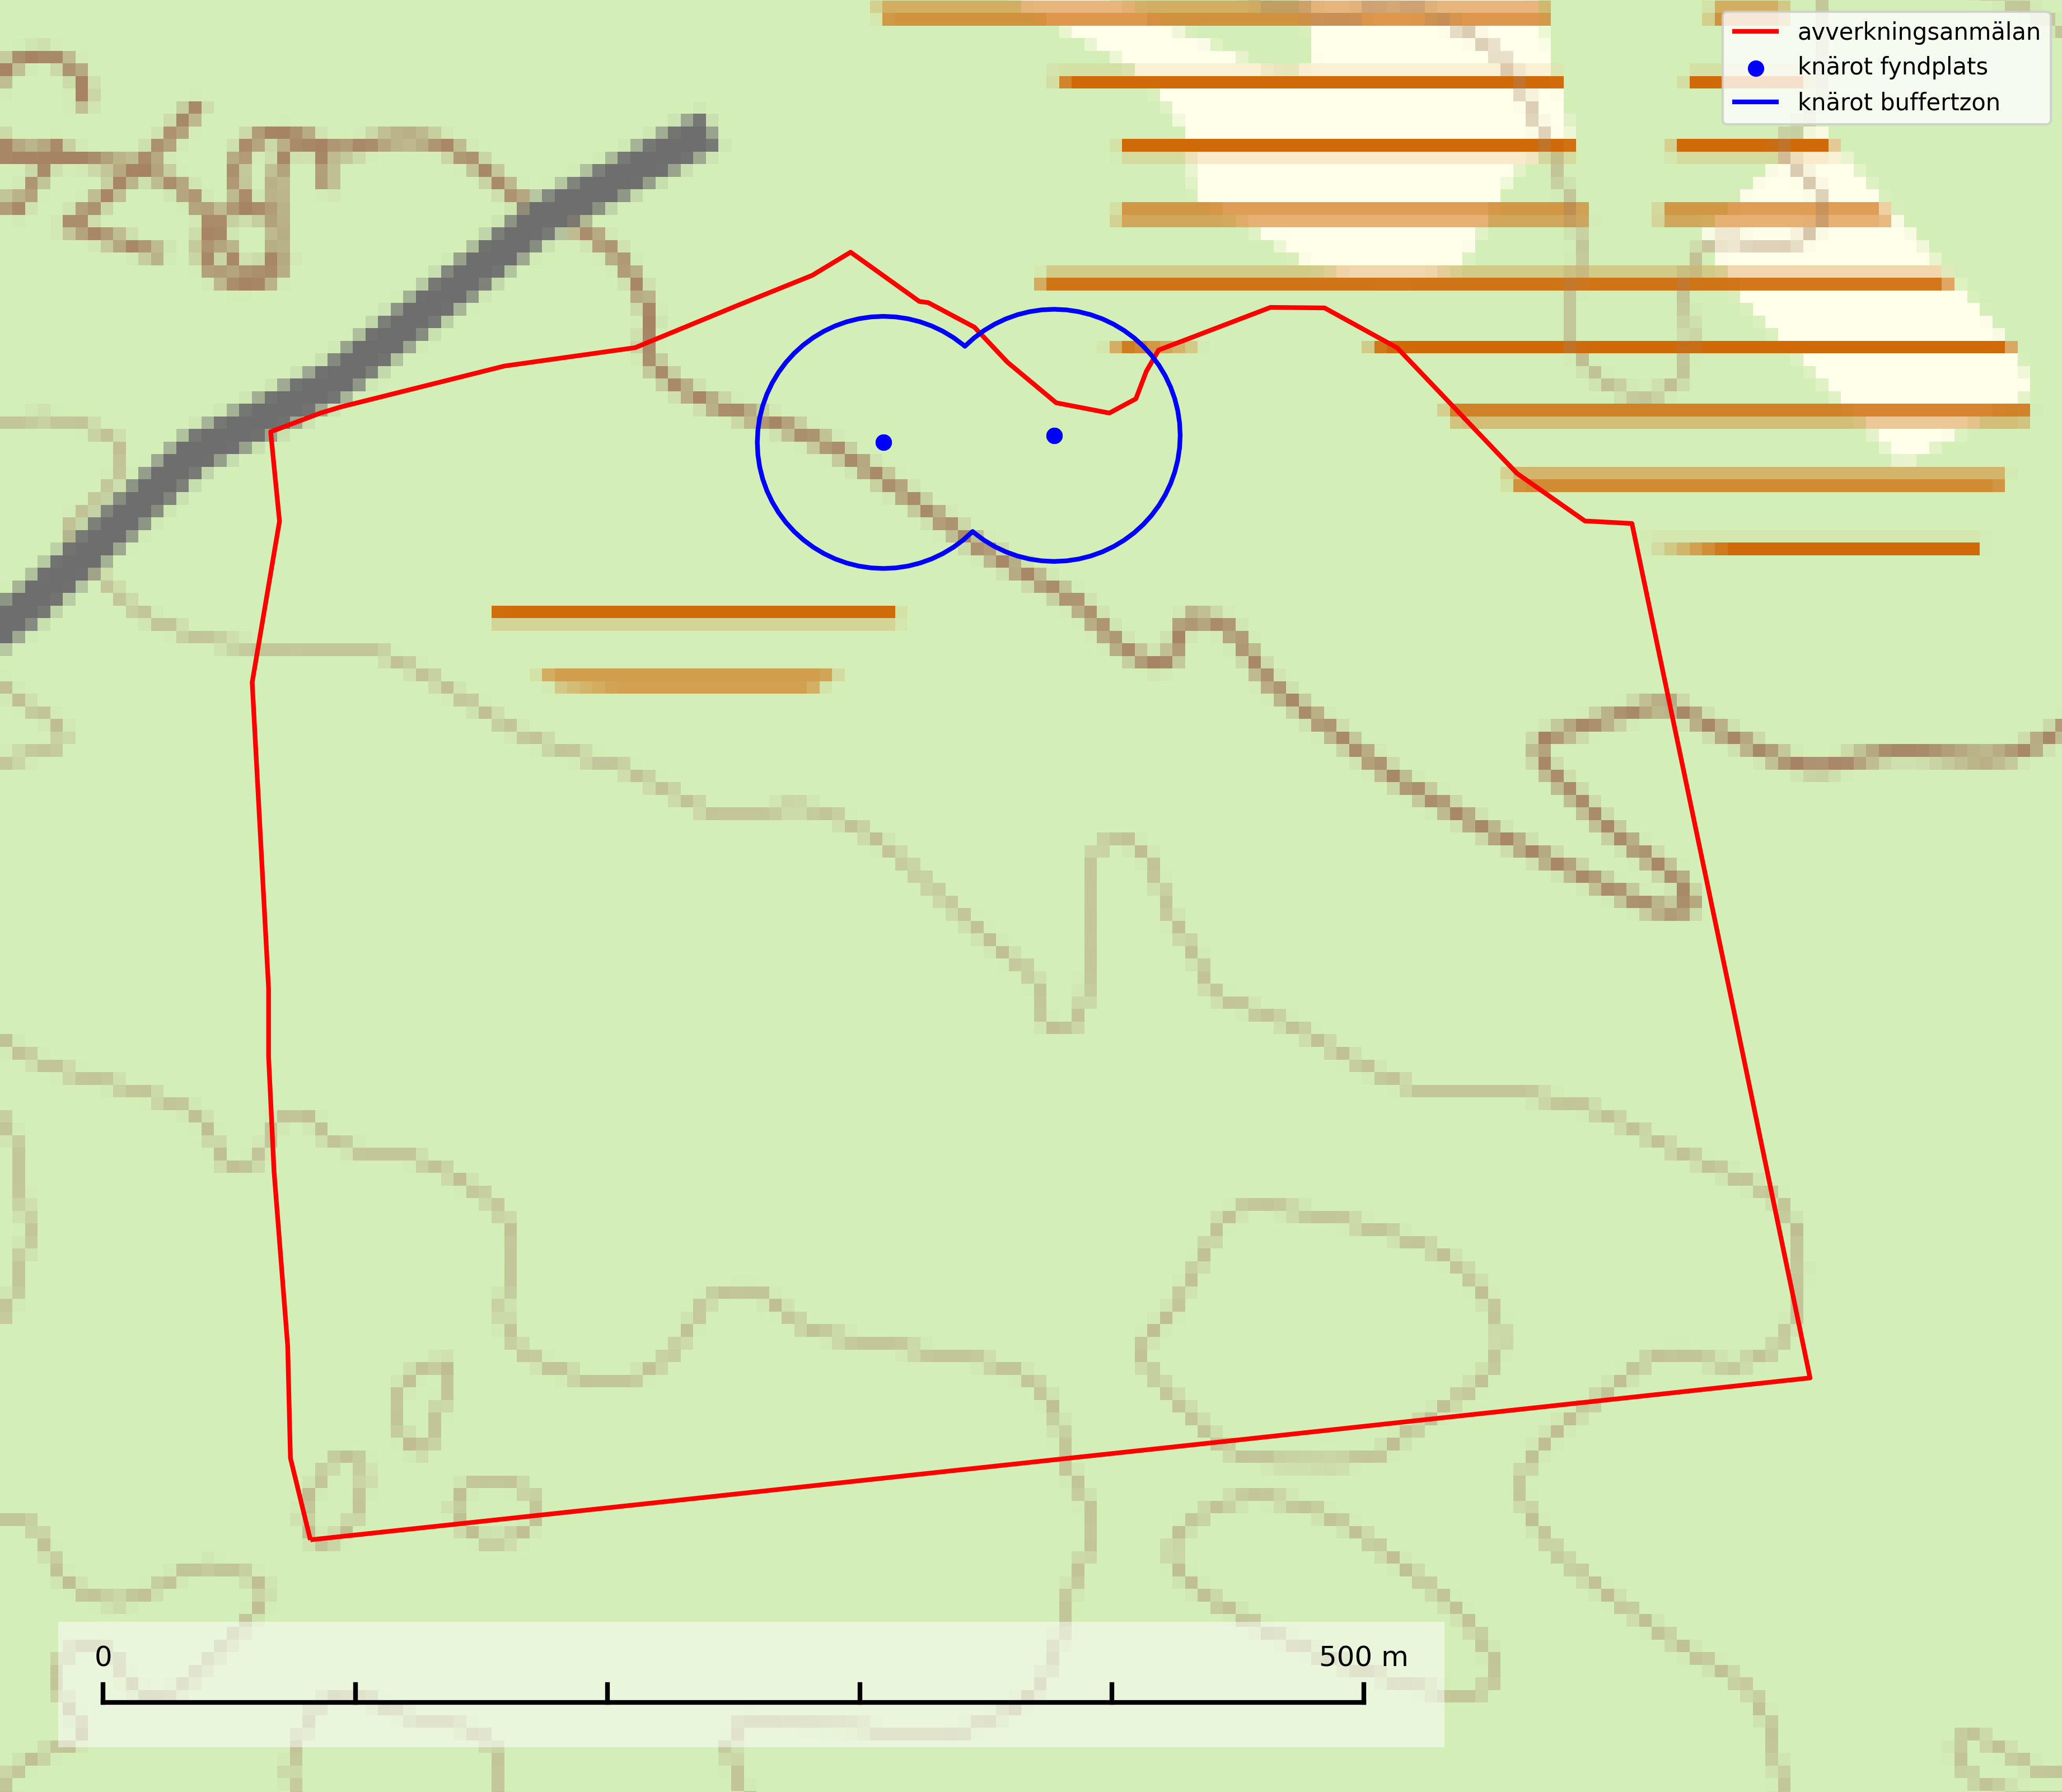 avverkningsanmälan
knärot fyndplats
knärot buffertzon
0 500 m